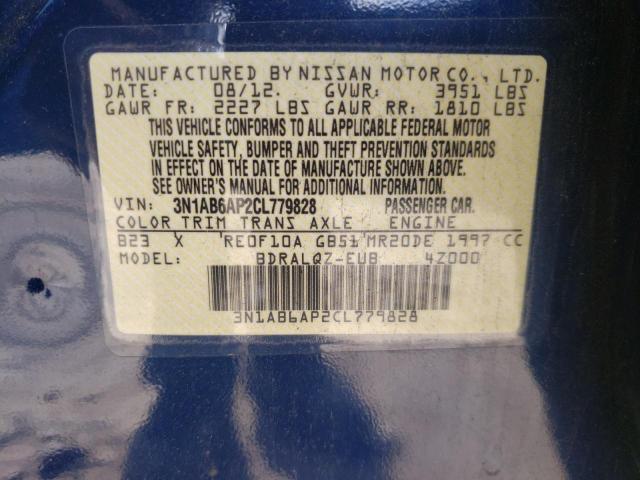 MANUFACTURED BY NISSAN MOTOR CO., LTD.
DATE: 08/12. GVWR: 3951 LBS
GAWR FR: 2227 LBS GAWR RR: 1810 LBS
THIS VEHICLE CONFORMS TO ALL APPLICABLE FEDERAL MOTOR
VEHICLE SAFETY, BUMPER AND THEFT PREVENTION STANDARDS
IN EFFECT ON THE DATE OF MANUFACTURE SHOWN ABOVE.
SEE OWNER'S MANUAL FOR ADDITIONAL INFORMATION.
VIN: 3N1AB6AP2CL779828 PASSENGER CAR.
COLOR TRIM TRANS AXLE ENGINE
B23 X 'RE0F10A GB51'MR20DE 1997 CC
MODEL: BDRALQZ-EUB 4Z000
3N1AB6AP2CL779828